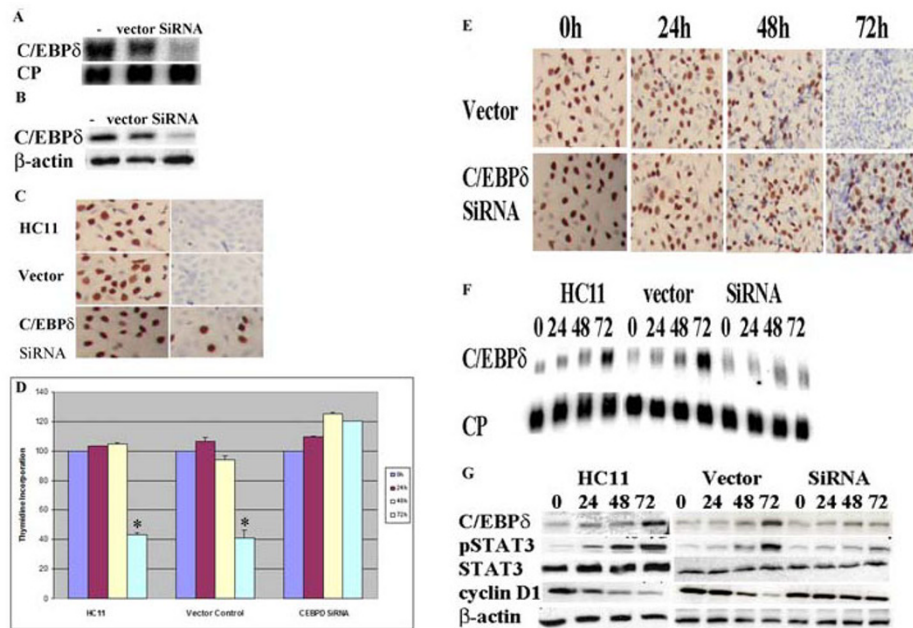 A
- vector SiRNA
C/EBPδ
CP
B
- vector SiRNA
C/EBPδ
β-actin
C
HC11
Vector
C/EBPδ
SiRNA
D
Thymidine Incorporation
140
120
100
80
60
40
20
0
* *
HC11 Vector Control CEBPD SiRNA
0h
24h
48h
72h
E
0h 24h 48h 72h
Vector
C/EBPδ
SiRNA
F
HC11 vector SiRNA
0 24 48 72 0 24 48 72 0 24 48 72
C/EBPδ
CP
G
HC11 Vector SiRNA
0 24 48 72 0 24 48 72 0 24 48 72
C/EBPδ
pSTAT3
STAT3
cyclin D1
β-actin